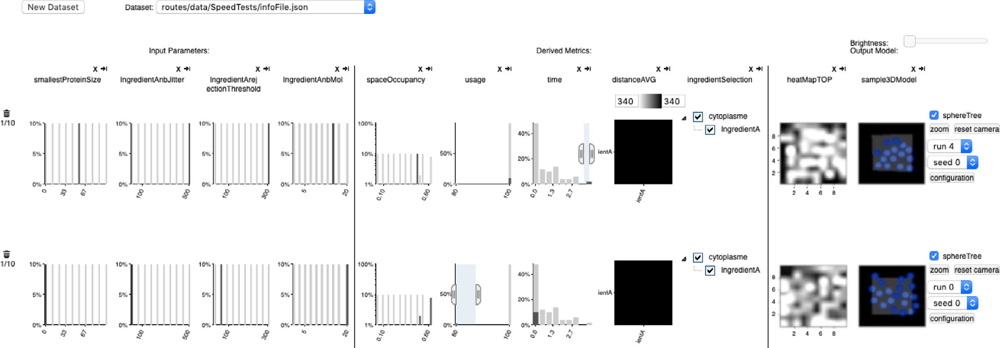 New Dataset Dataset: routes/data/SpeedTests/infoFile.json
Brightness:
Input Parameters: Derived Metrics: Output Model:
X X X X X X X X X X X
smallestProteinSize IngredientAnbJitter IngredientArej IngredientAnbMol spaceOccupancy usage time distanceAVG ingredientSelection heatMapTOP sample3DModel
ectionThreshold
340 340
cytoplasme sphereTree
1/10 10% 10% 10% 10% 100% 40% IngredientA 8 zoom reset camera
5% 5% 5% 5% 10% 50% 20% ientA 6 run 4
4 seed 0
2
0% 0% 0% 0% 1% 0% 0% configuration
0 33 67 100 500 100 300 5 20 0.10 0.60 80 100 0.0 1.3 2.7 ientA 2 4 6 8
cytoplasme sphereTree
1/10 10% 10% 10% 10% 100% 40% IngredientA 8 zoom reset camera
5% 5% 5% 5% 10% 50% 20% ientA 6 run 0
4 seed 0
2
0% 0% 0% 0% 1% 0% 0% configuration
0 33 67 100 500 100 300 5 20 0.10 0.60 80 100 0.0 1.3 2.7 ientA 2 4 6 8